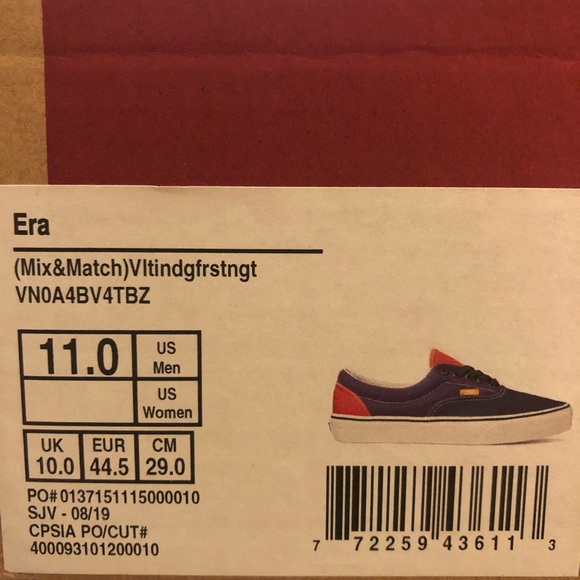 Era
(Mix&Match)Vltindgfrstngt
VN0A4BV4TBZ
11.0 US Men
US Women
UK EUR CM
10.0 44.5 29.0
PO# 0137151115000010
SJV - 08/19
CPSIA PO/CUT#
400093101200010
7 72259 43611 3